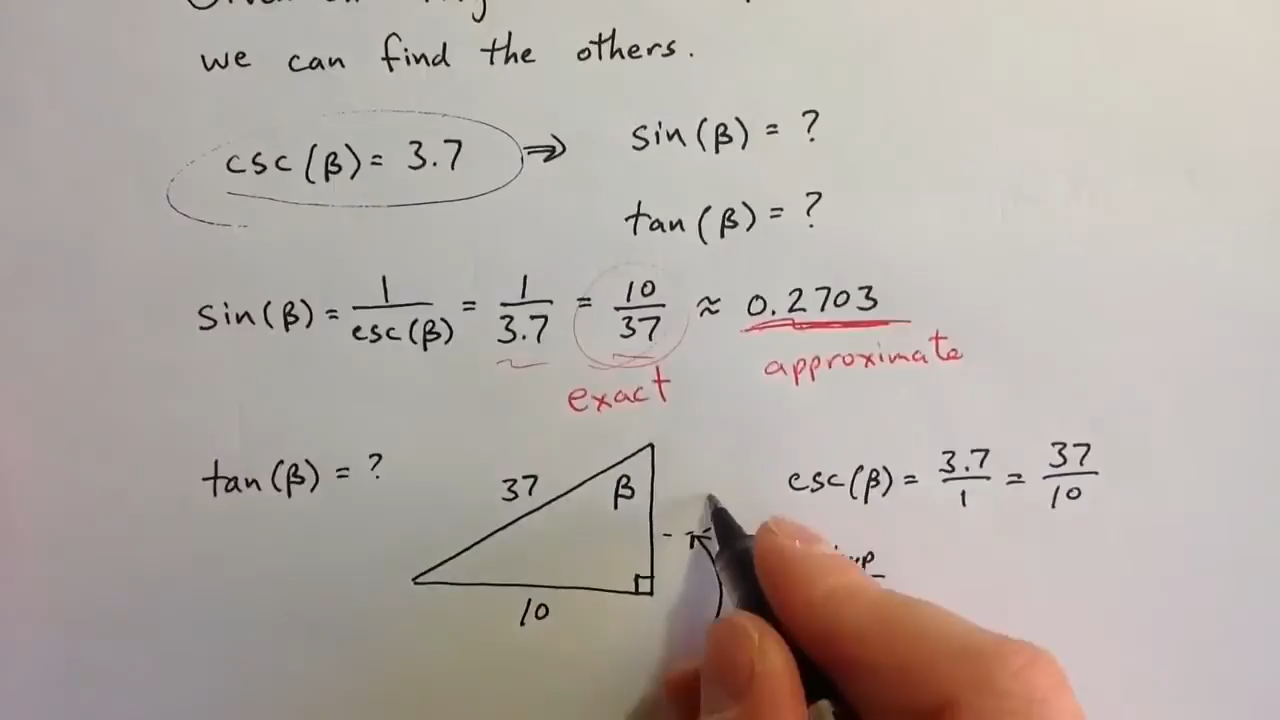 we can find the others.
csc(β) = 3.7 ⇒ sin(β) = ?
tan(β) = ?
sin(β) = 1/csc(β) = 1/3.7 = 10/37 ≈ 0.2703
exact
approximate
tan(β) = ?
37
β
csc(β) = 3.7/1 = 37/10
10